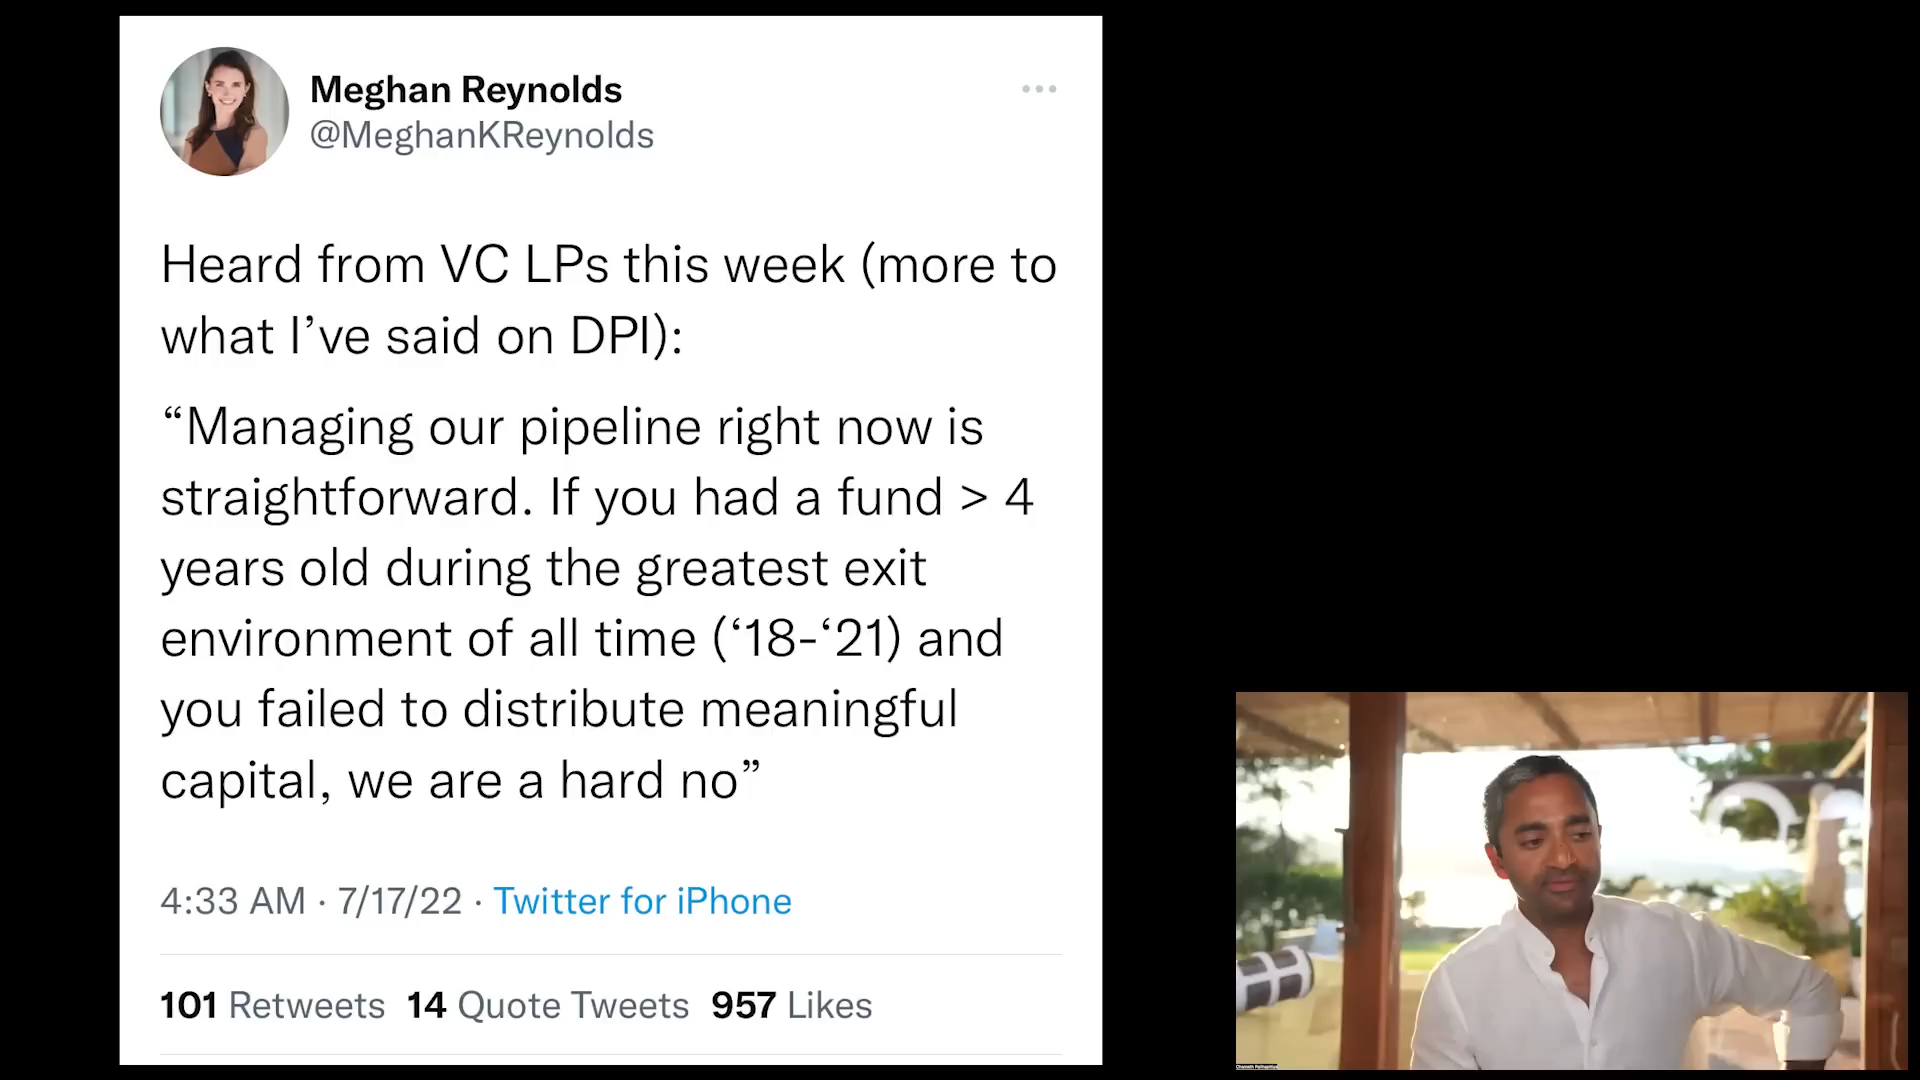 Meghan Reynolds
@MeghanKReynolds
Heard from VC LPs this week (more to
what I’ve said on DPI):
“Managing our pipeline right now is
straightforward. If you had a fund > 4
years old during the greatest exit
environment of all time (‘18-‘21) and
you failed to distribute meaningful
capital, we are a hard no”
4:33 AM · 7/17/22 · Twitter for iPhone
101 Retweets 14 Quote Tweets 957 Likes
Chamath Palihapitiya